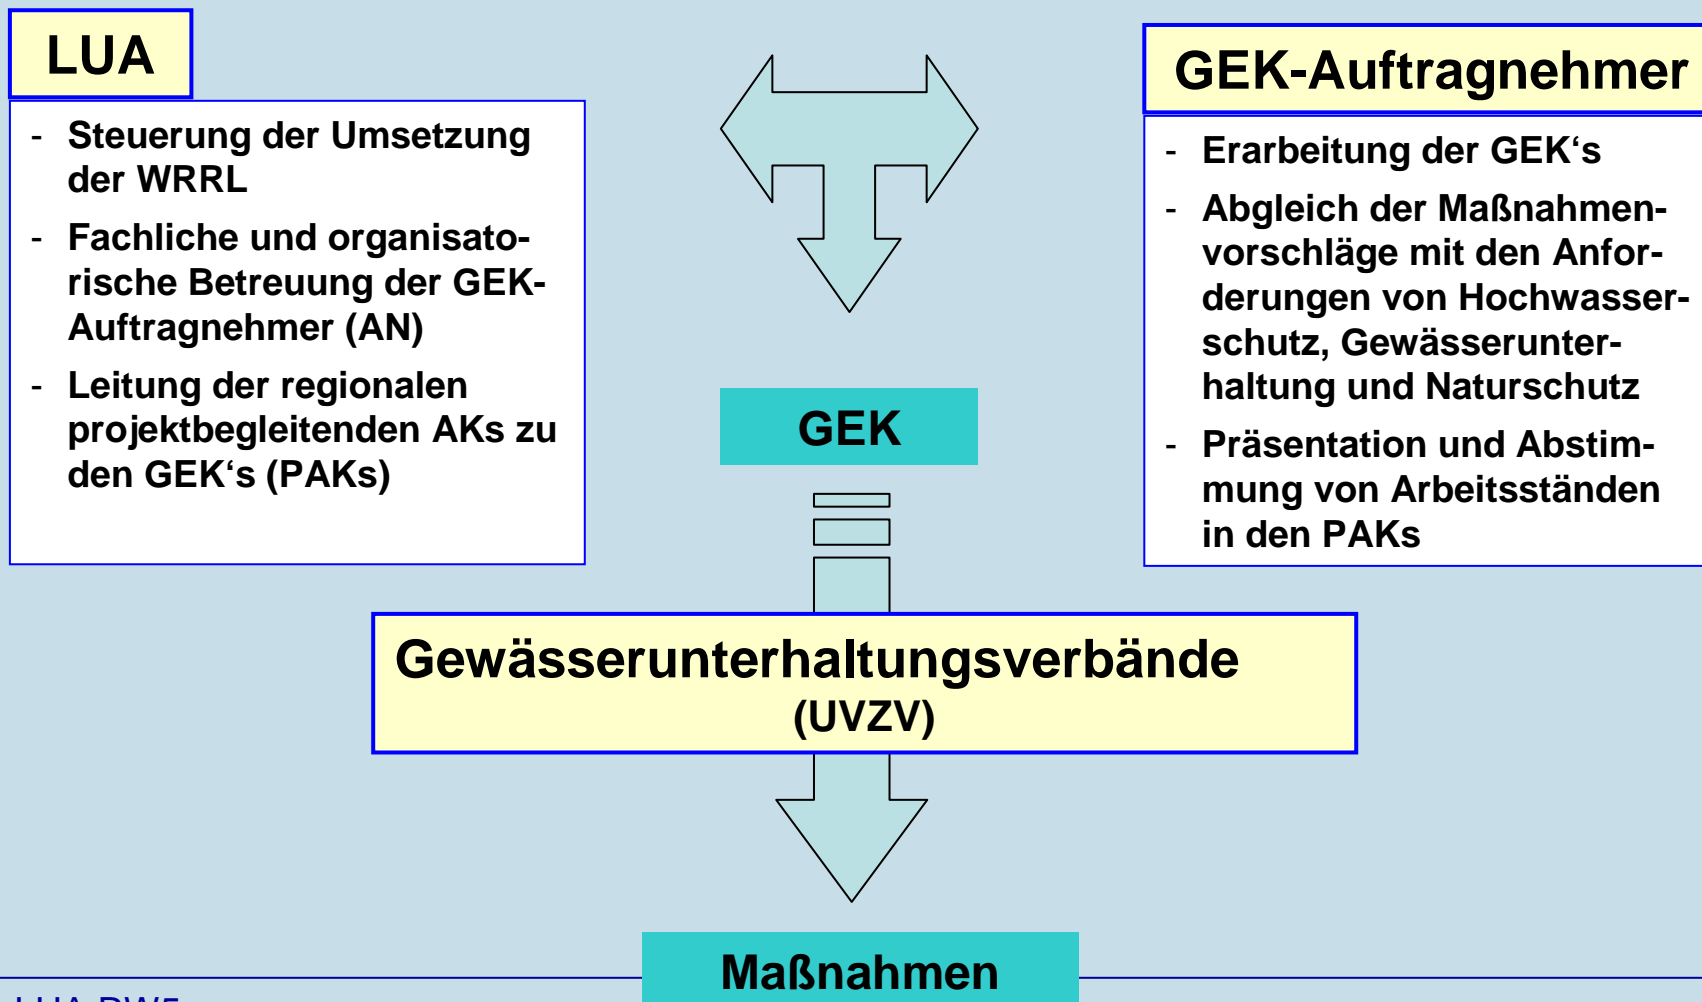 LUA
- Steuerung der Umsetzung
der WRRL
- Fachliche und organisato-
rische Betreuung der GEK-
Auftragnehmer (AN)
- Leitung der regionalen
projektbegleitenden AKs zu
den GEK‘s (PAKs)
GEK-Auftragnehmer
- Erarbeitung der GEK‘s
- Abgleich der Maßnahmen-
vorschläge mit den Anfor-
derungen von Hochwasser-
schutz, Gewässerunter-
haltung und Naturschutz
- Präsentation und Abstim-
mung von Arbeitsständen
in den PAKs
GEK
Gewässerunterhaltungsverbände
(UVZV)
Maßnahmen
LUA RW5